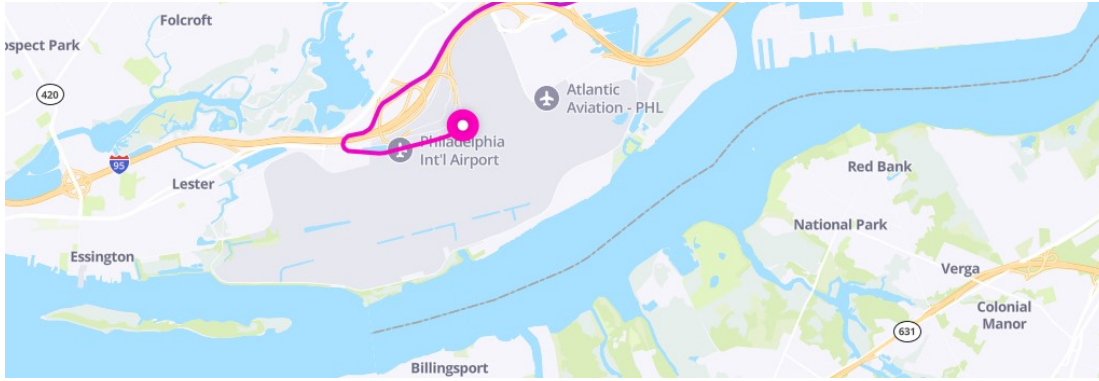 Folcroft
ospect Park
420
Atlantic
Aviation - PHL
Philadelphia
Int'l Airport
95
Lester
Red Bank
National Park
Essington
Verga
Colonial
Manor
631
Billingsport